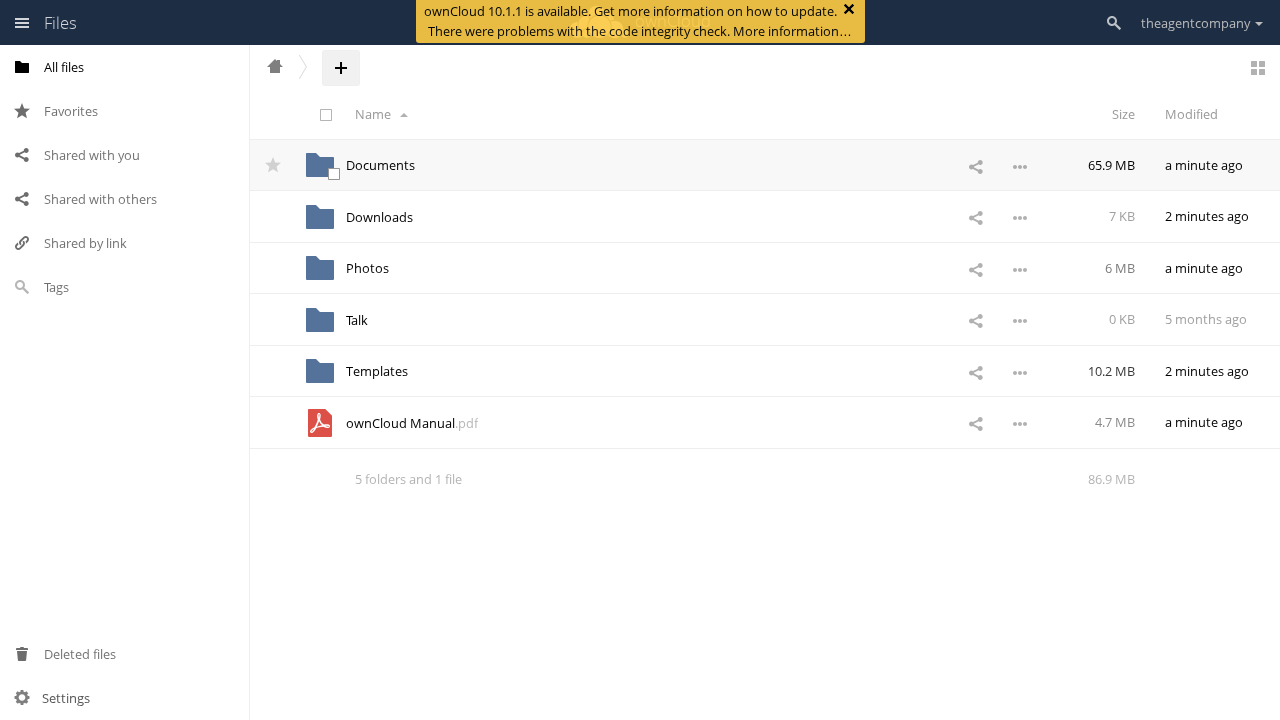 Files
ownCloud 10.1.1 is available. Get more information on how to update.
There were problems with the code integrity check. More information…
theagentcompany
All files
Favorites
Shared with you
Shared with others
Shared by link
Tags
Deleted files
Settings
Name
Size
Modified
Documents
65.9 MB
a minute ago
Downloads
7 KB
2 minutes ago
Photos
6 MB
a minute ago
Talk
0 KB
5 months ago
Templates
10.2 MB
2 minutes ago
ownCloud Manual.pdf
4.7 MB
a minute ago
5 folders and 1 file
86.9 MB